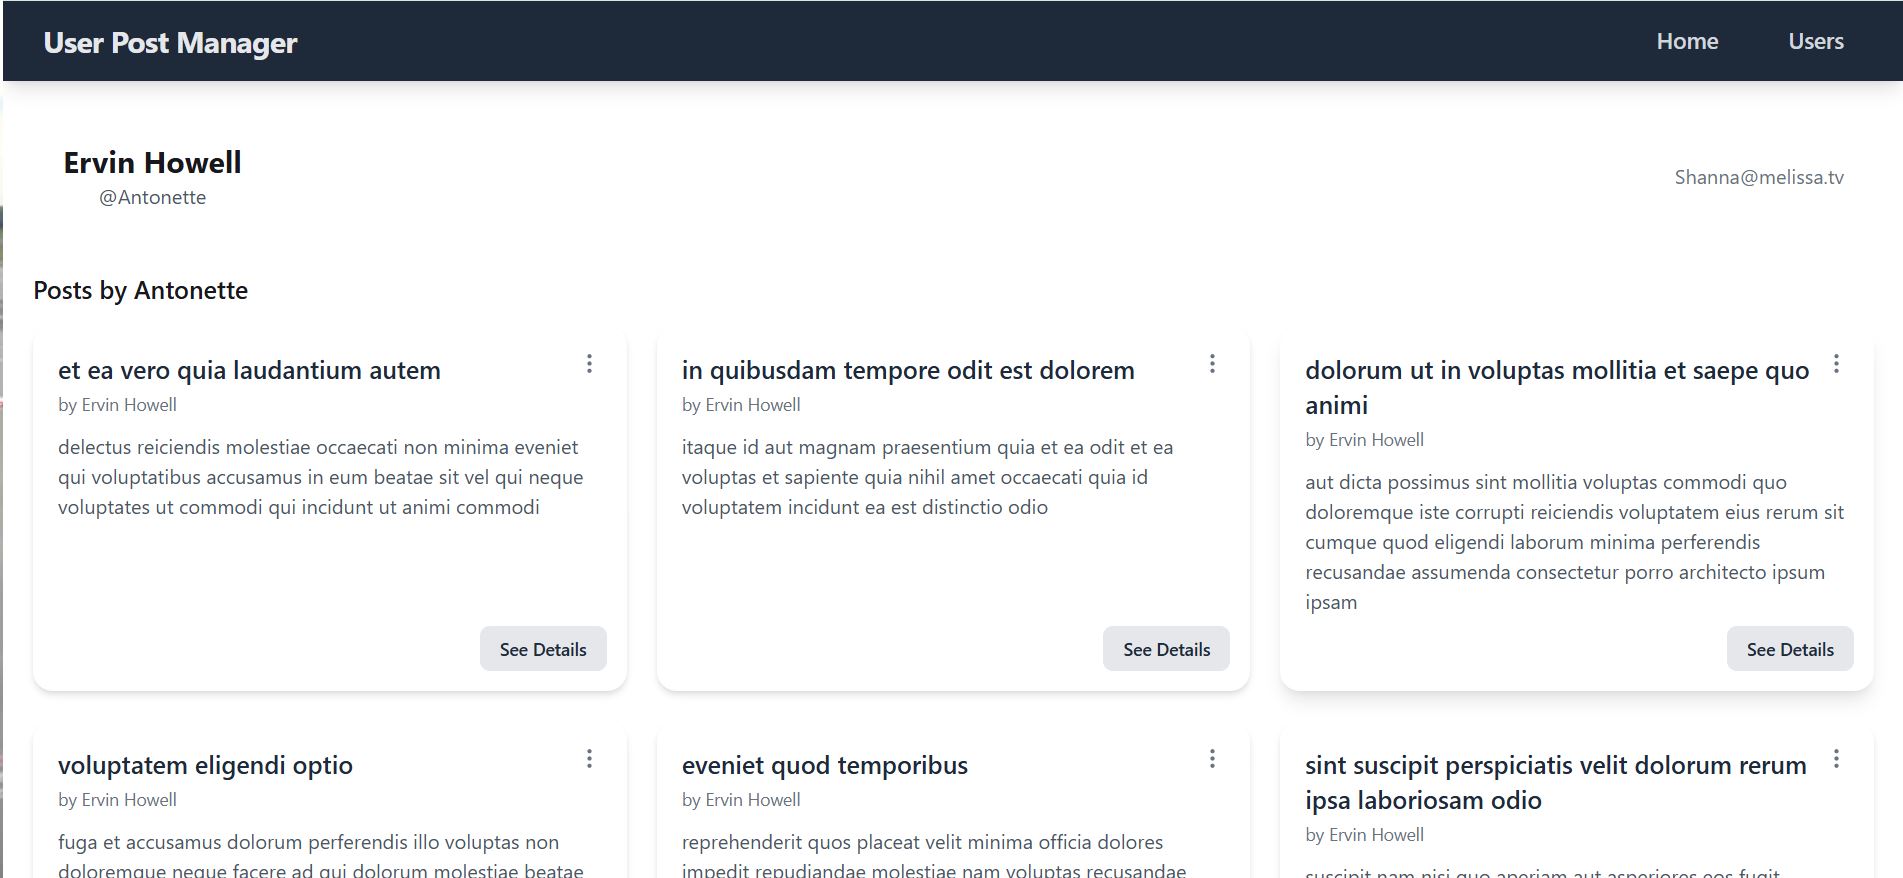 User Post Manager
Home
Users
Ervin Howell
@Antonette
Shanna@melissa.tv
Posts by Antonette
et ea vero quia laudantium autem
by Ervin Howell
delectus reiciendis molestiae occaecati non minima eveniet
qui voluptatibus accusamus in eum beatae sit vel qui neque
voluptates ut commodi qui incidunt ut animi commodi
See Details
in quibusdam tempore odit est dolorem
by Ervin Howell
itaque id aut magnam praesentium quia et ea odit et ea
voluptas et sapiente quia nihil amet occaecati quia id
voluptatem incidunt ea est distinctio odio
See Details
dolorum ut in voluptas mollitia et saepe quo
animi
by Ervin Howell
aut dicta possimus sint mollitia voluptas commodi quo
doloremque iste corrupti reiciendis voluptatem eius rerum sit
cumque quod eligendi laborum minima perferendis
recusandae assumenda consectetur porro architecto ipsum
ipsam
See Details
voluptatem eligendi optio
by Ervin Howell
fuga et accusamus dolorum perferendis illo voluptas non
doloremque neque facere ad qui dolorum molestiae beatae
eveniet quod temporibus
by Ervin Howell
reprehenderit quos placeat velit minima officia dolores
impedit repudiandae molestiae nam voluptas recusandae
sint suscipit perspiciatis velit dolorum rerum
ipsa laboriosam odio
by Ervin Howell
suscipit nam nisi quo aperiam aut asperiores eos fugit